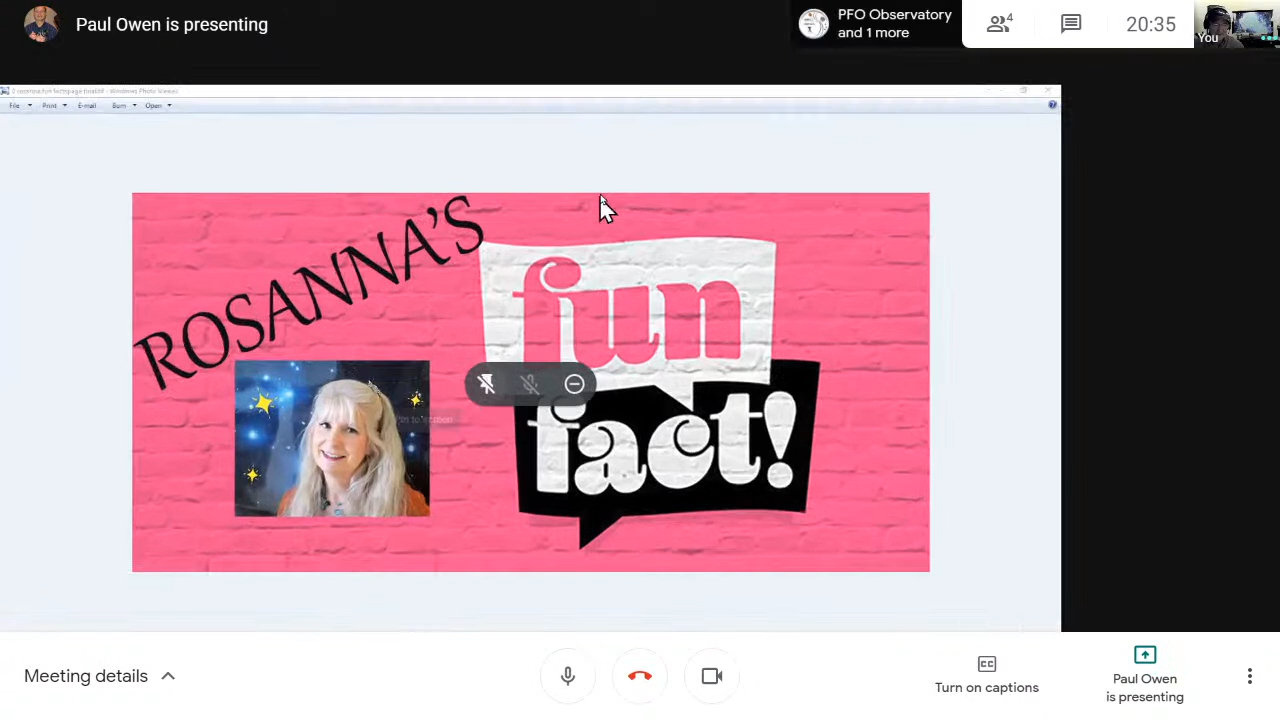 Paul Owen is presenting
PFO Observatory
and 1 more
4
20:35
You
File Print E-mail Burn Open
ROSANNA'S
fun
fact!
Meeting details
Turn on captions
Paul Owen
is presenting